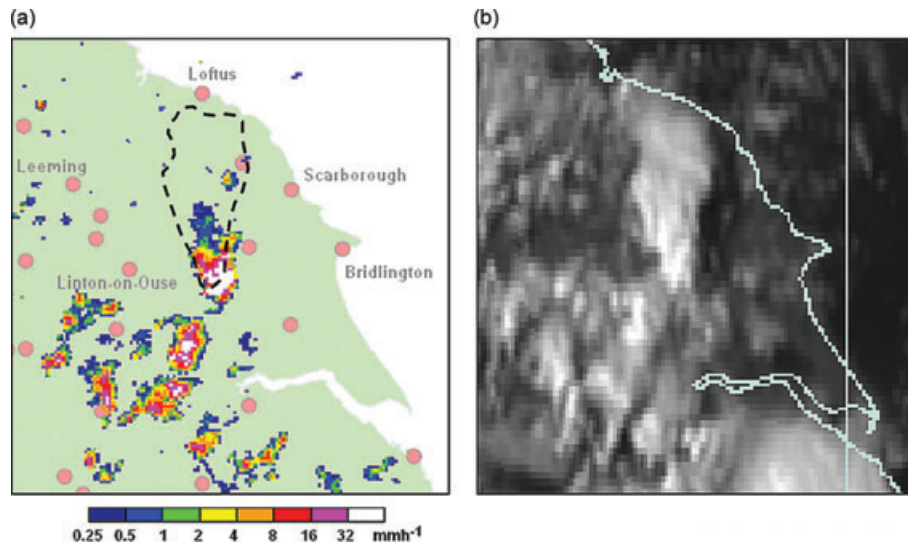 (a)
(b)
Loftus
Leeming
Scarborough
Bridlington
Linton-on-Ouse
0.25 0.5 1 2 4 8 16 32 mmh-1